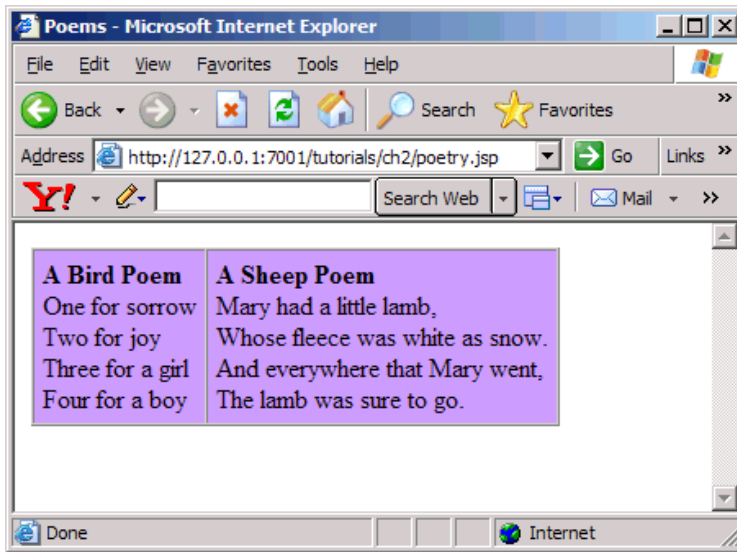 Poems - Microsoft Internet Explorer
File Edit View Favorites Tools Help
Back Search Favorites »
Address http://127.0.0.1:7001/tutorials/ch2/poetry.jsp Go Links »
Y! Search Web Mail »
A Bird Poem
One for sorrow
Two for joy
Three for a girl
Four for a boy
A Sheep Poem
Mary had a little lamb,
Whose fleece was white as snow.
And everywhere that Mary went,
The lamb was sure to go.
Done Internet